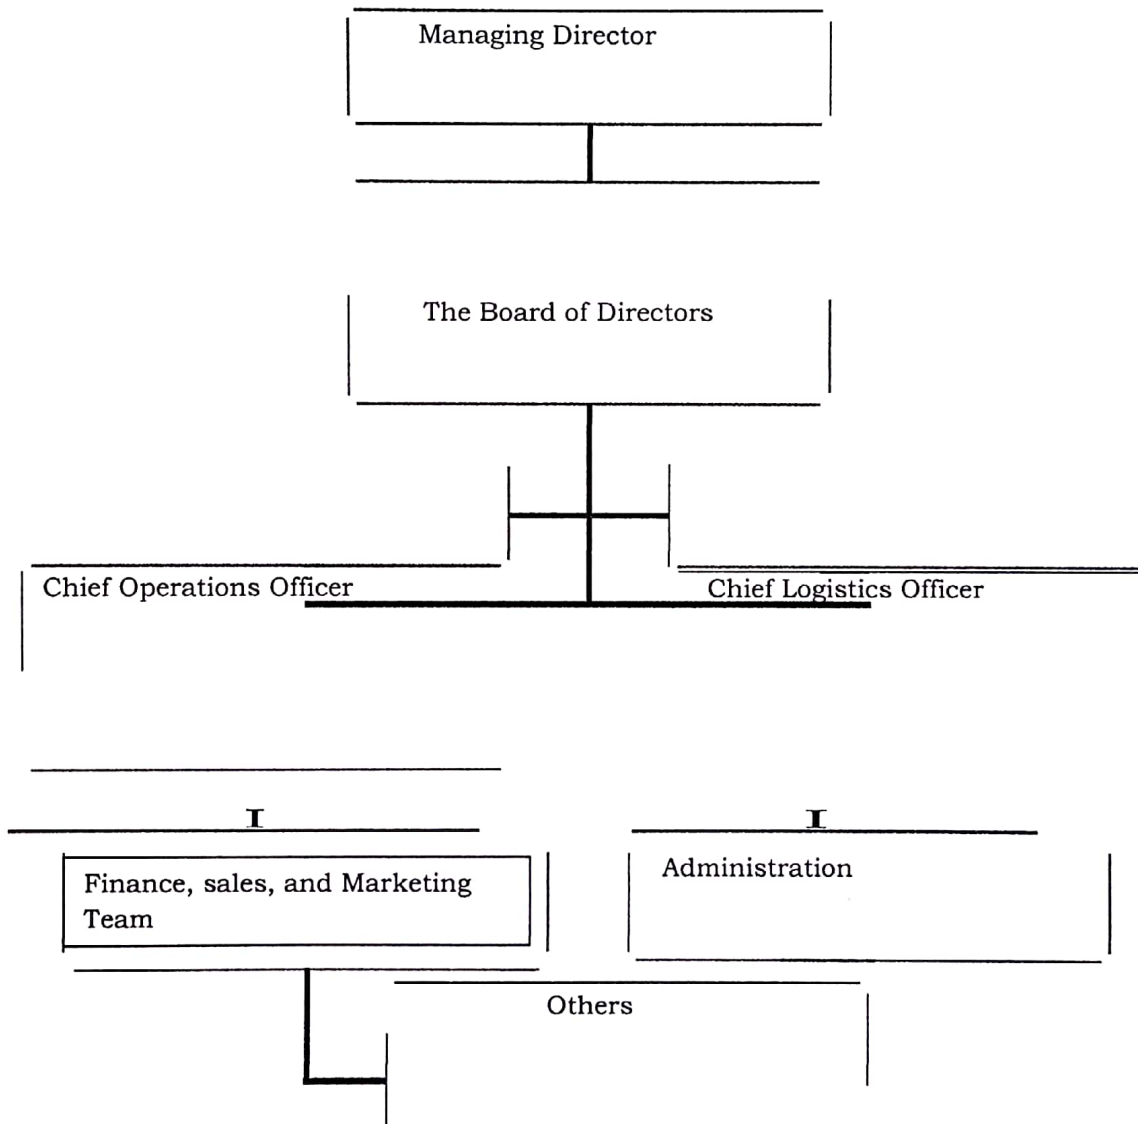 Managing Director
The Board of Directors
Chief Operations Officer
Chief Logistics Officer
I
I
Finance, sales, and Marketing
Team
Administration
Others